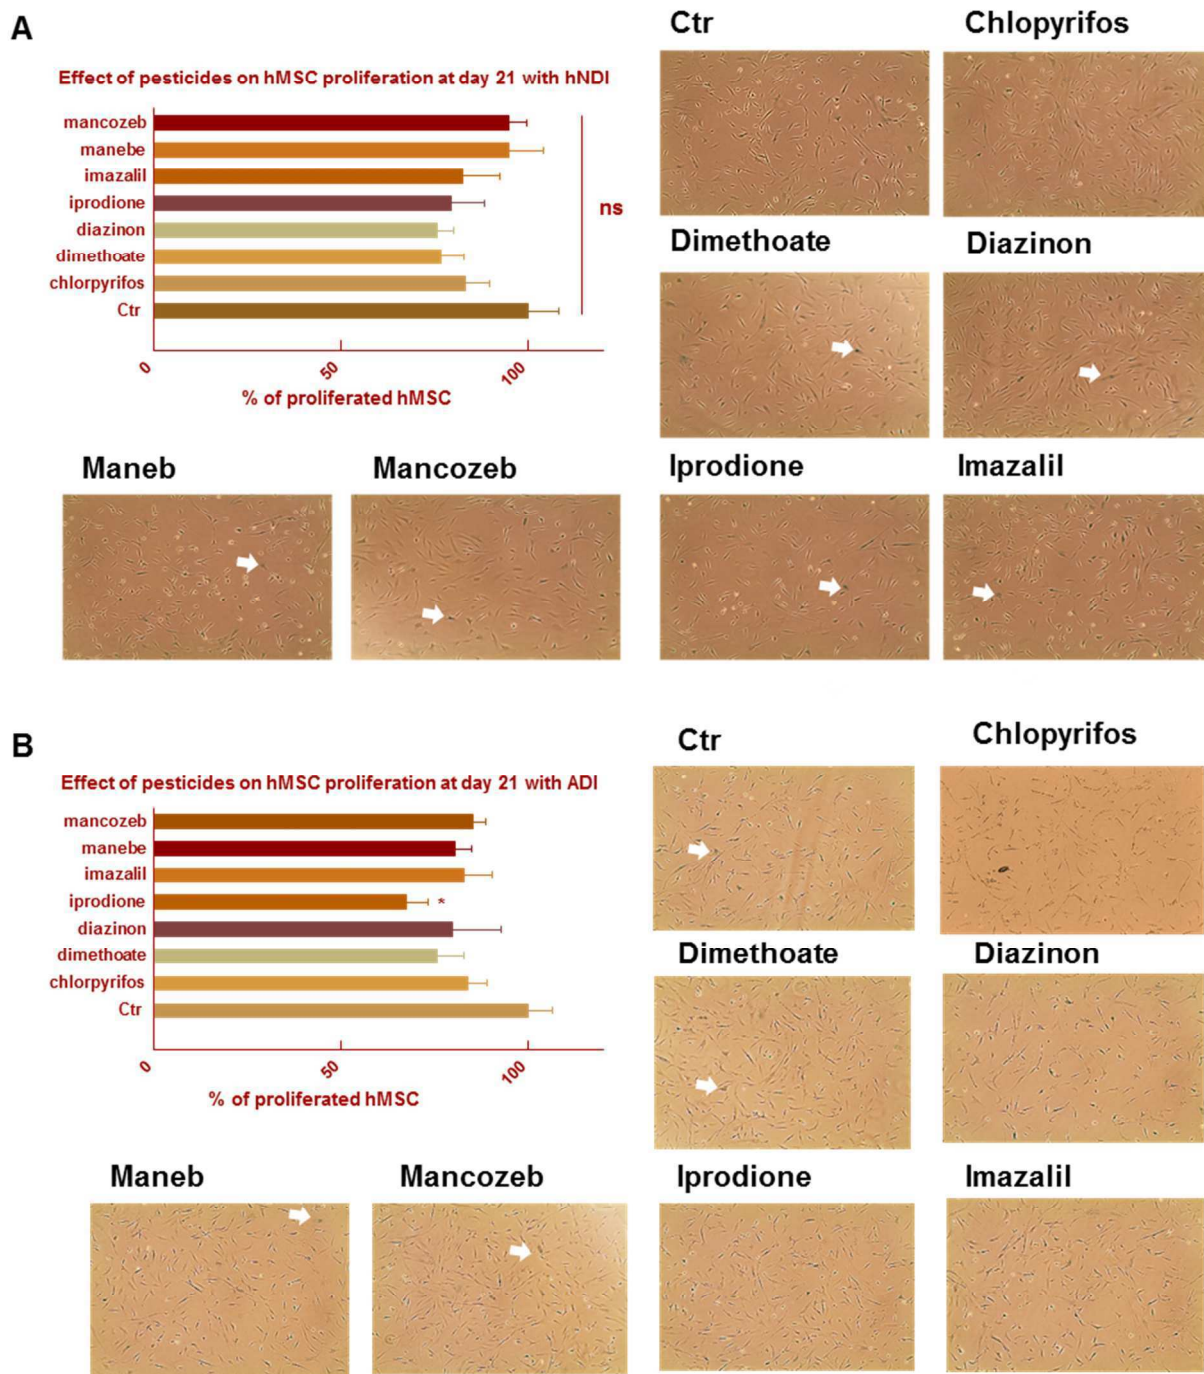 A
Effect of pesticides on hMSC proliferation at day 21 with hNDI
mancozeb
manebe
imazalil
iprodione
diazinon
dimethoate
chlorpyrifos
Ctr
ns
0
50
100
% of proliferated hMSC
Ctr
Chlopyrifos
Dimethoate
Diazinon
Maneb
Mancozeb
Iprodione
Imazalil
B
Effect of pesticides on hMSC proliferation at day 21 with ADI
mancozeb
manebe
imazalil
iprodione
*
diazinon
dimethoate
chlorpyrifos
Ctr
0
50
100
% of proliferated hMSC
Ctr
Chlopyrifos
Dimethoate
Diazinon
Maneb
Mancozeb
Iprodione
Imazalil